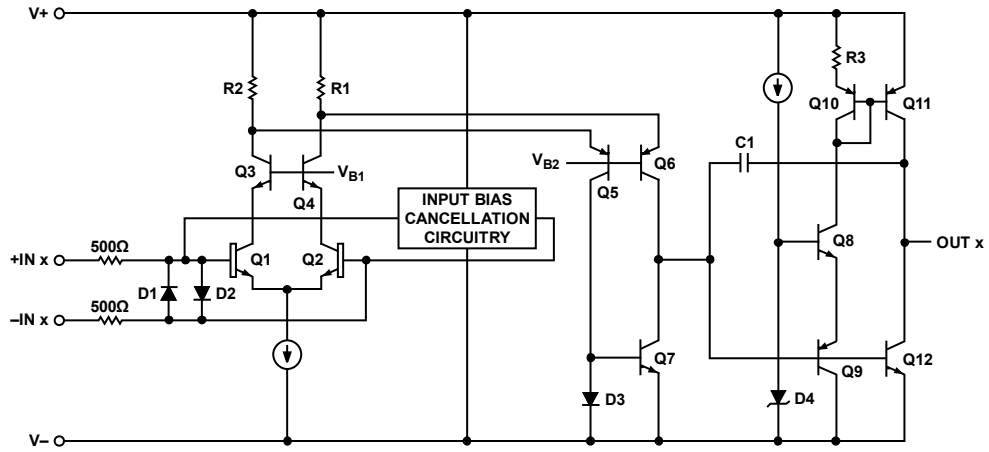 V+
R2
R1
R3
Q10
Q11
C1
Q3
VB1
VB2
Q6
Q5
Q4
INPUT BIAS
CANCELLATION
CIRCUITRY
500Ω
+IN x
Q1
Q2
Q8
OUT x
D1
D2
500Ω
–IN x
Q7
Q9
Q12
D3
D4
V–